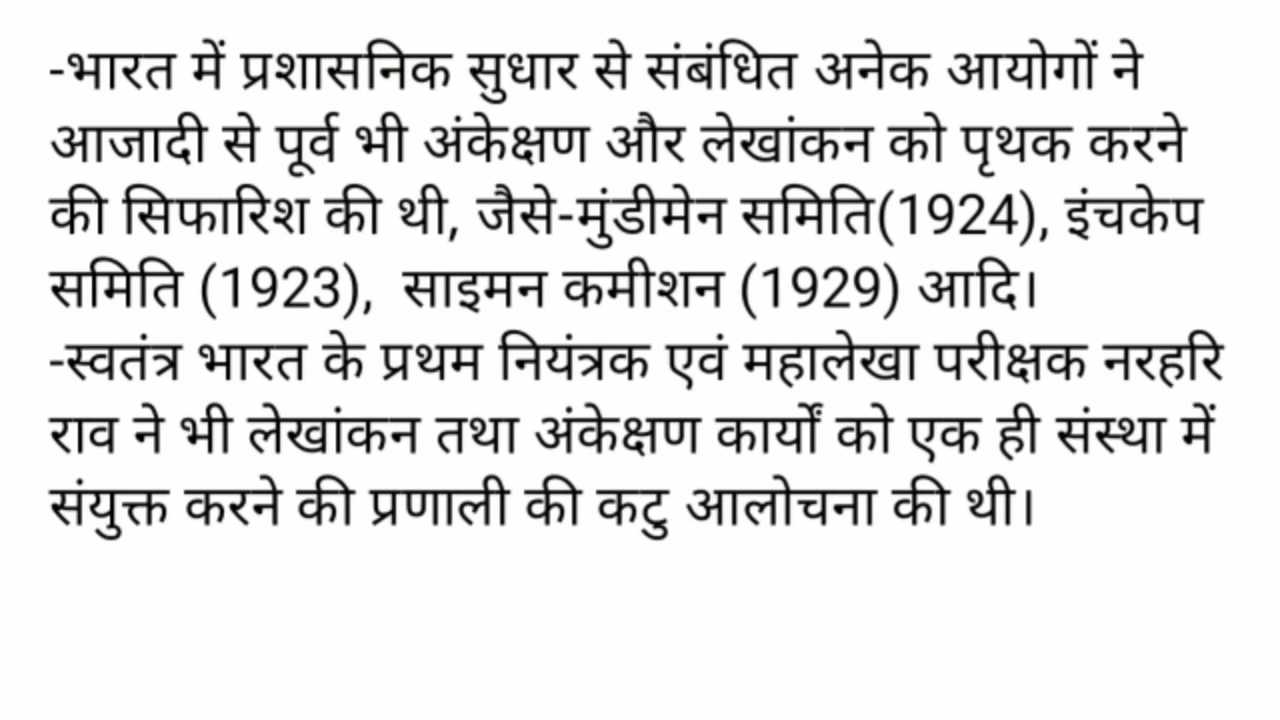 -भारत में प्रशासनिक सुधार से संबंधित अनेक आयोगों ने
आजादी से पूर्व भी अंकेक्षण और लेखांकन को पृथक करने
की सिफारिश की थी, जैसे-मुंडीमेन समिति(1924), इंचकेप
समिति (1923),  साइमन कमीशन (1929) आदि।
-स्वतंत्र भारत के प्रथम नियंत्रक एवं महालेखा परीक्षक नरहरि
राव ने भी लेखांकन तथा अंकेक्षण कार्यों को एक ही संस्था में
संयुक्त करने की प्रणाली की कटु आलोचना की थी।